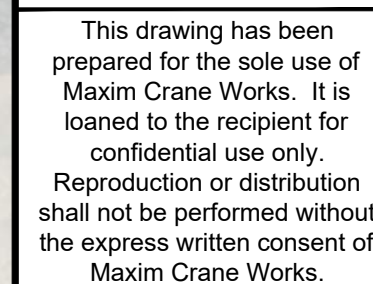 This drawing has been
prepared for the sole use of
Maxim Crane Works.  It is
loaned to the recipient for
confidential use only.
Reproduction or distribution
shall not be performed without
the express written consent of
Maxim Crane Works.